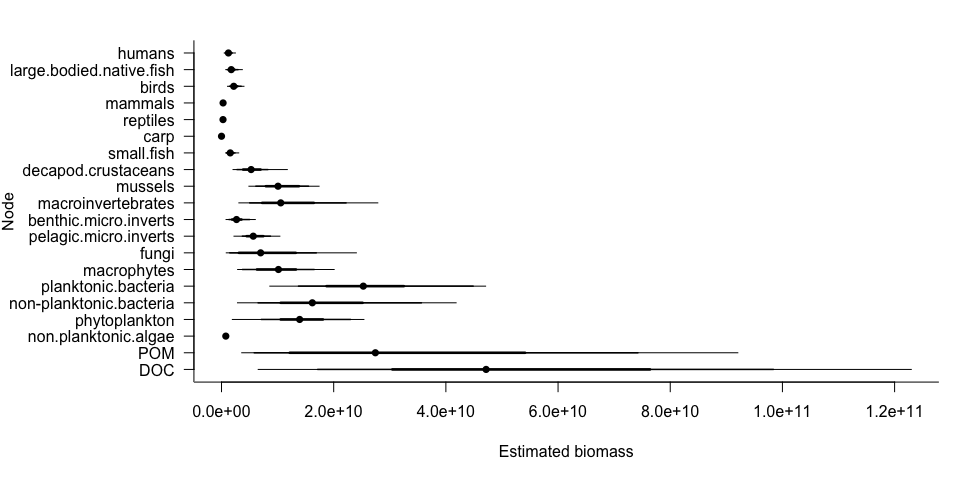 humans
large.bodied.native.fish
birds
mammals
reptiles
carp
small.fish
decapod.crustaceans
mussels
macroinvertebrates
benthic.micro.inverts
pelagic.micro.inverts
fungi
macrophytes
planktonic.bacteria
non-planktonic.bacteria
phytoplankton
non.planktonic.algae
POM
DOC
Node
0.0e+00 2.0e+10 4.0e+10 6.0e+10 8.0e+10 1.0e+11 1.2e+11
Estimated biomass